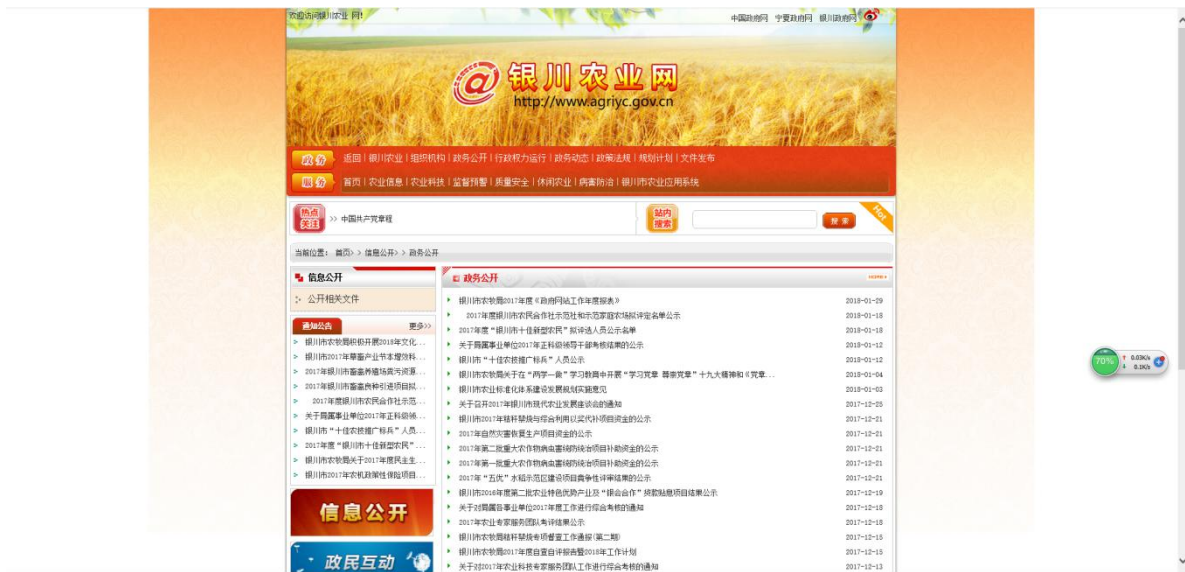 欢迎访问银川农业 网!
中国政府网 宁夏政府网 银川政府网
@银川农业网
http://www.agriyc.gov.cn
政务 返回 | 银川农业 | 组织机构 | 政务公开 | 行政权力运行 | 政务动态 | 政策法规 | 规划计划 | 文件发布
服务 首页 | 农业信息 | 农业科技 | 监督预警 | 质量安全 | 休闲农业 | 病害防治 | 银川市农业应用系统
热点关注 >> 中国共产党章程
站内搜索
搜 索
Hot
当前位置: 首页> > 信息公开> > 政务公开
信息公开
公开相关文件
通知公告 更多>>
银川市农牧局积极开展2018年文化...
银川市2017年草畜产业节本增效科...
2017年银川市畜禽养殖场粪污资源...
2017年银川市畜禽良种引进项目拟...
2017年度银川市农民合作社示范...
关于局属事业单位2017年正科级领...
银川市“十佳农技推广标兵”人员...
2017年度“银川市十佳新型农民”...
银川市农牧局关于2017年度民主生...
银川市2017年农机政策性保险项目...
信息公开
政民互动
政务公开
MORE>
银川市农牧局2017年度《政府网站工作年度报表》 2018-01-29
2017年度银川市农民合作社示范社和示范家庭农场拟评定名单公示 2018-01-18
2017年度“银川市十佳新型农民”拟评选人员公示名单 2018-01-18
关于局属事业单位2017年正科级领导干部考核结果的公示 2018-01-12
银川市“十佳农技推广标兵”人员公示 2018-01-12
银川市农牧局关于在“两学一做”学习教育中开展“学习党章 尊崇党章”十九大精神和《党章... 2018-01-04
银川市农业标准化体系建设发展规划实施意见 2018-01-03
关于召开2017年银川市现代农业发展座谈会的通知 2017-12-25
银川市2017年秸秆禁烧与综合利用以奖代补项目资金的公示 2017-12-21
2017年自然灾害恢复生产项目资金的公示 2017-12-21
2017年第二批重大农作物病虫害统防统治项目补助资金的公示 2017-12-21
2017年第一批重大农作物病虫害统防统治项目补助资金的公示 2017-12-21
2017年“五优”水稻示范区建设项目竞争性评审结果的公示 2017-12-21
银川市2016年度第二批农业特色优势产业及“银会合作”贷款贴息项目结果公示 2017-12-19
关于对局属各事业单位2017年度工作进行综合考核的通知 2017-12-18
2017年农业专家服务团队考评结果公示 2017-12-18
银川市农牧局秸秆禁烧专项督查工作通报(第二期) 2017-12-15
银川市农牧局2017年度自查自评报告暨2018年工作计划 2017-12-15
关于对2017年农业科技专家服务团队工作进行综合考核的通知 2017-12-13
70%
0.03K/s
0.1K/s